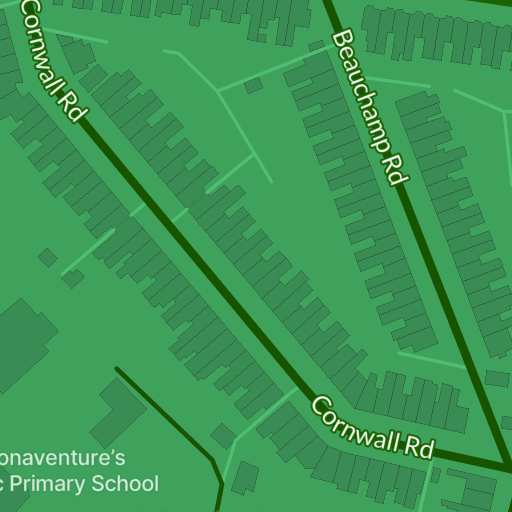 Cornwall Rd
Beauchamp Rd
Cornwall Rd
onaventure’s
c Primary School